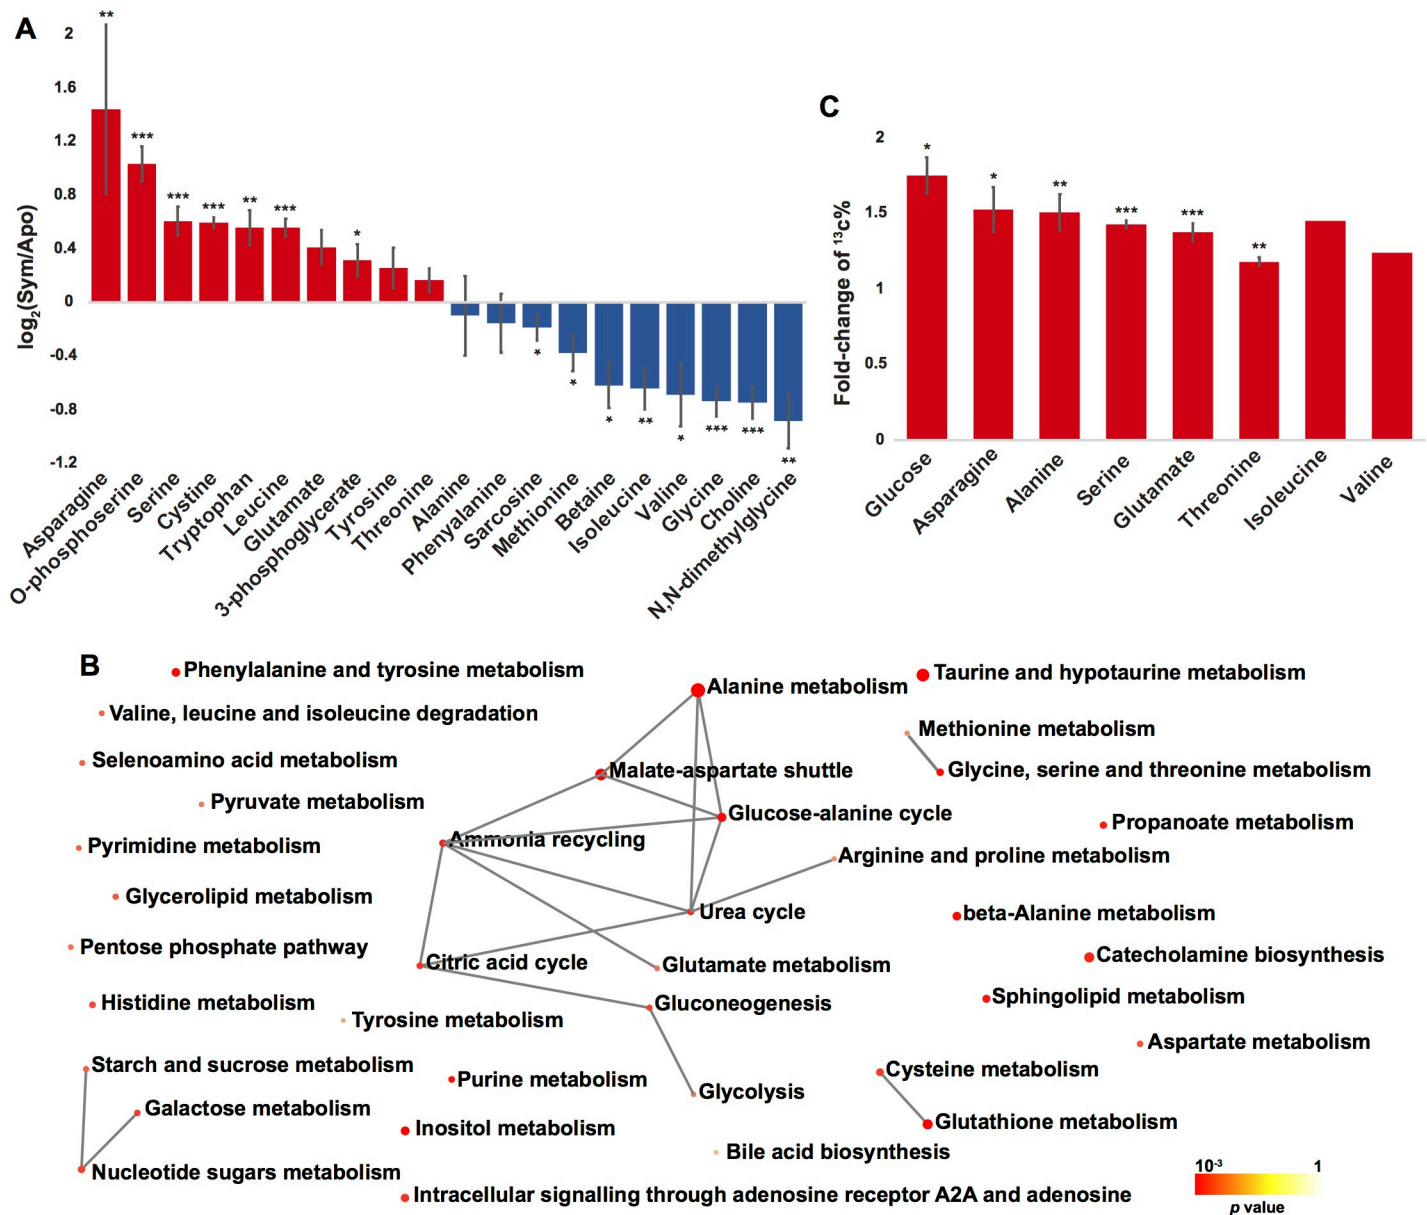 A
log2(Sym/Apo)
2
1.6
1.2
0.8
0.4
0
-0.4
-0.8
-1.2
**
***
***
***
**
***
*
*
*
*
**
*
***
***
**
Asparagine
O-phosphoserine
Serine
Cystine
Tryptophan
Leucine
Glutamate
3-phosphoglycerate
Tyrosine
Threonine
Alanine
Phenyalanine
Sarcosine
Methionine
Betaine
Isoleucine
Valine
Glycine
Choline
N,N-dimethylglycine
C
Fold-change of 13c%
2
1.5
1
0.5
0
*
*
**
***
***
**
Glucose
Asparagine
Alanine
Serine
Glutamate
Threonine
Isoleucine
Valine
B
Phenylalanine and tyrosine metabolism
Alanine metabolism
Taurine and hypotaurine metabolism
Valine, leucine and isoleucine degradation
Methionine metabolism
Selenoamino acid metabolism
Malate-aspartate shuttle
Glycine, serine and threonine metabolism
Pyruvate metabolism
Glucose-alanine cycle
Propanoate metabolism
Pyrimidine metabolism
Ammonia recycling
Arginine and proline metabolism
Glycerolipid metabolism
Urea cycle
beta-Alanine metabolism
Pentose phosphate pathway
Citric acid cycle
Glutamate metabolism
Catecholamine biosynthesis
Histidine metabolism
Gluconeogenesis
Sphingolipid metabolism
Tyrosine metabolism
Aspartate metabolism
Starch and sucrose metabolism
Purine metabolism
Glycolysis
Cysteine metabolism
Galactose metabolism
Inositol metabolism
Glutathione metabolism
Bile acid biosynthesis
Nucleotide sugars metabolism
Intracellular signalling through adenosine receptor A2A and adenosine
10-3
1
p value